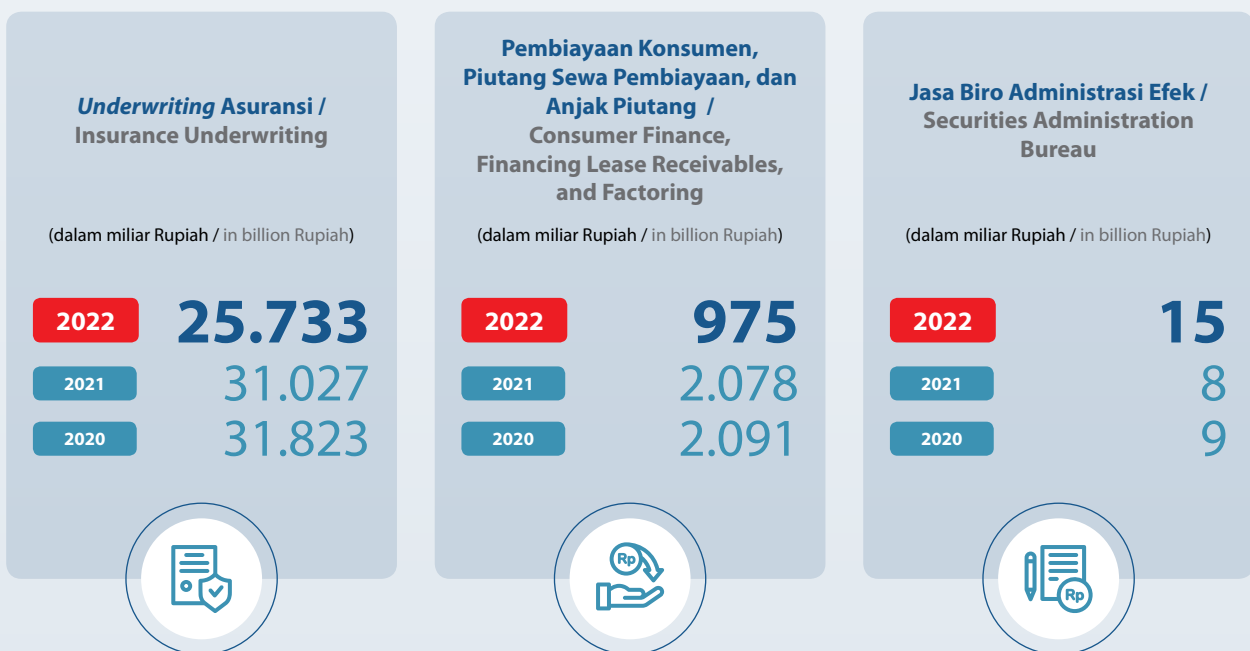 Underwriting Asuransi /
Insurance Underwriting
(dalam miliar Rupiah / in billion Rupiah)
2022 25.733
2021 31.027
2020 31.823
Pembiayaan Konsumen,
Piutang Sewa Pembiayaan, dan
Anjak Piutang /
Consumer Finance,
Financing Lease Receivables,
and Factoring
(dalam miliar Rupiah / in billion Rupiah)
2022 975
2021 2.078
2020 2.091
Rp
Jasa Biro Administrasi Efek /
Securities Administration
Bureau
(dalam miliar Rupiah / in billion Rupiah)
2022 15
2021 8
2020 9
Rp